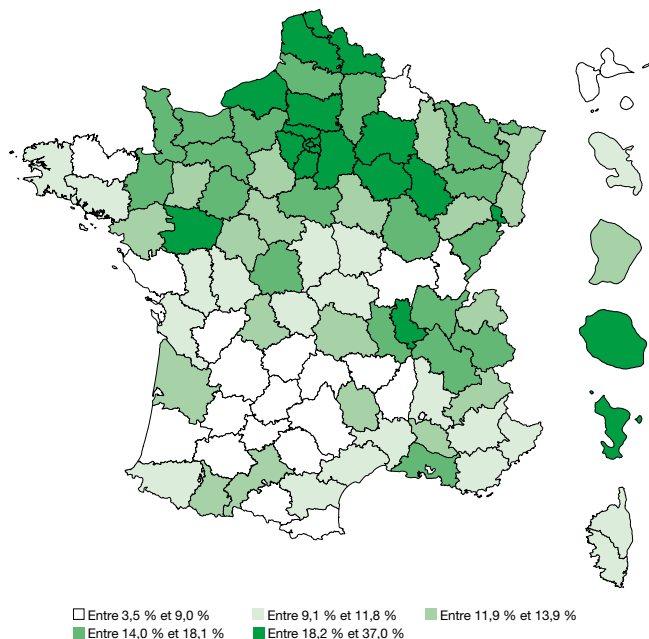 Entre 3,5 % et 9,0 % Entre 9,1 % et 11,8 % Entre 11,9 % et 13,9 %
Entre 14,0 % et 18,1 % Entre 18,2 % et 37,0 %